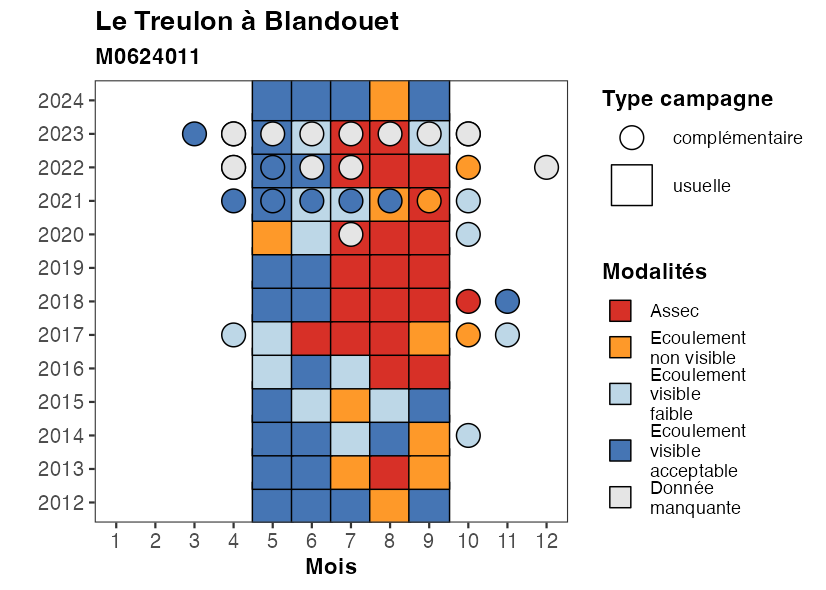 Le Treulon à Blandouet
M0624011
2024
2023
2022
2021
2020
2019
2018
2017
2016
2015
2014
2013
2012
1 2 3 4 5 6 7 8 9 10 11 12
Mois
Type campagne
complémentaire
usuelle
Modalités
Assec
Ecoulement
non visible
Ecoulement
visible
faible
Ecoulement
visible
acceptable
Donnée
manquante